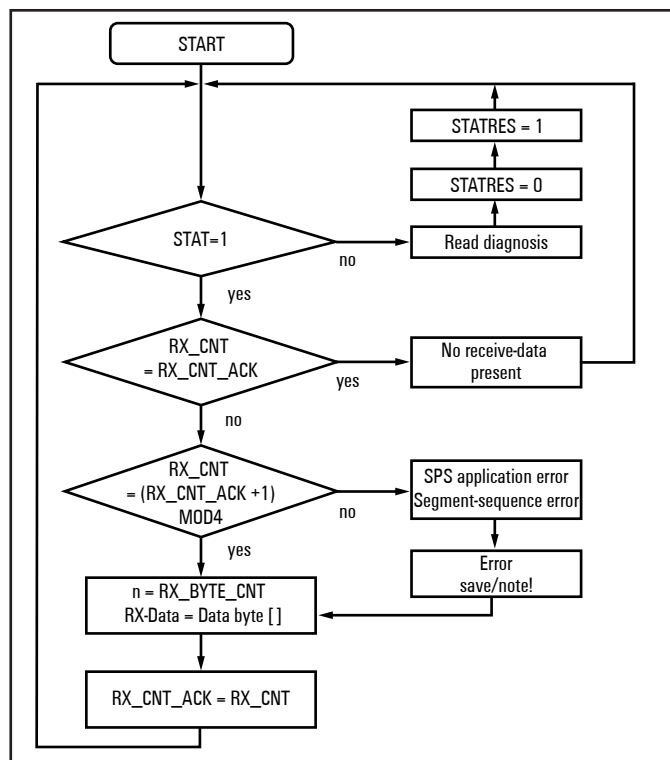 START
STATRES = 1
STATRES = 0
STAT=1
no
Read diagnosis
yes
RX_CNT
= RX_CNT_ACK
yes
No receive-data
present
no
RX_CNT
= (RX_CNT_ACK +1)
MOD4
no
SPS application error
Segment-sequence error
yes
Error
save/note!
n = RX_BYTE_CNT
RX-Data = Data byte [ ]
RX_CNT_ACK = RX_CNT